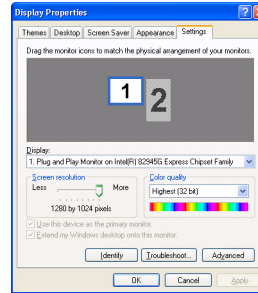 Display Properties
Themes Desktop Screen Saver Appearance Settings
Drag the monitor icons to match the physical arrangement of your monitors.
1 2
Display:
1. Plug and Play Monitor on Intel(R) 82945G Express Chipset Family
Screen resolution
Less More
1280 by 1024 pixels
Color quality
Highest (32 bit)
Use this device as the primary monitor.
Extend my Windows desktop onto this monitor.
Identify Troubleshoot... Advanced
OK Cancel Apply